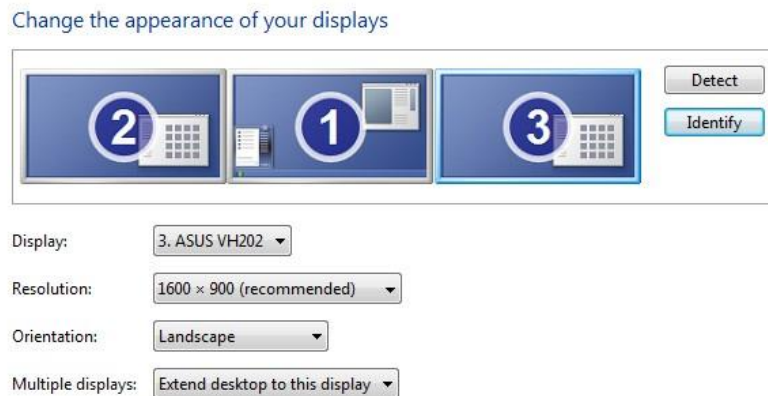 Change the appearance of your displays
2 1 3
Detect
Identify
Display: 3. ASUS VH202
Resolution: 1600 × 900 (recommended)
Orientation: Landscape
Multiple displays: Extend desktop to this display